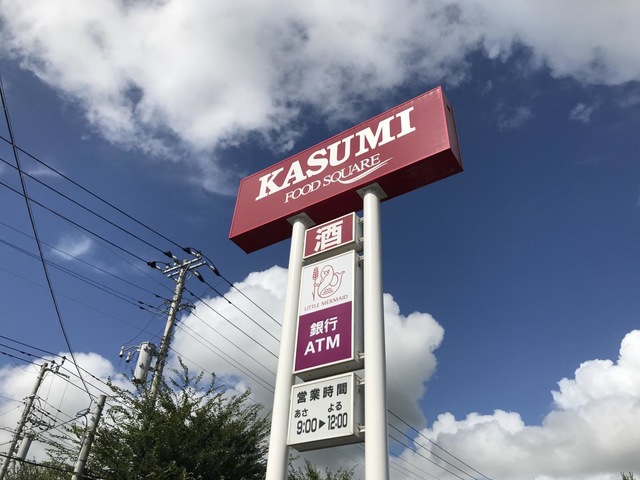 KASUMI
FOOD SQUARE
酒
LITTLE MERMAID
銀行
ATM
営業時間
あさ よる
9:00▶12:00